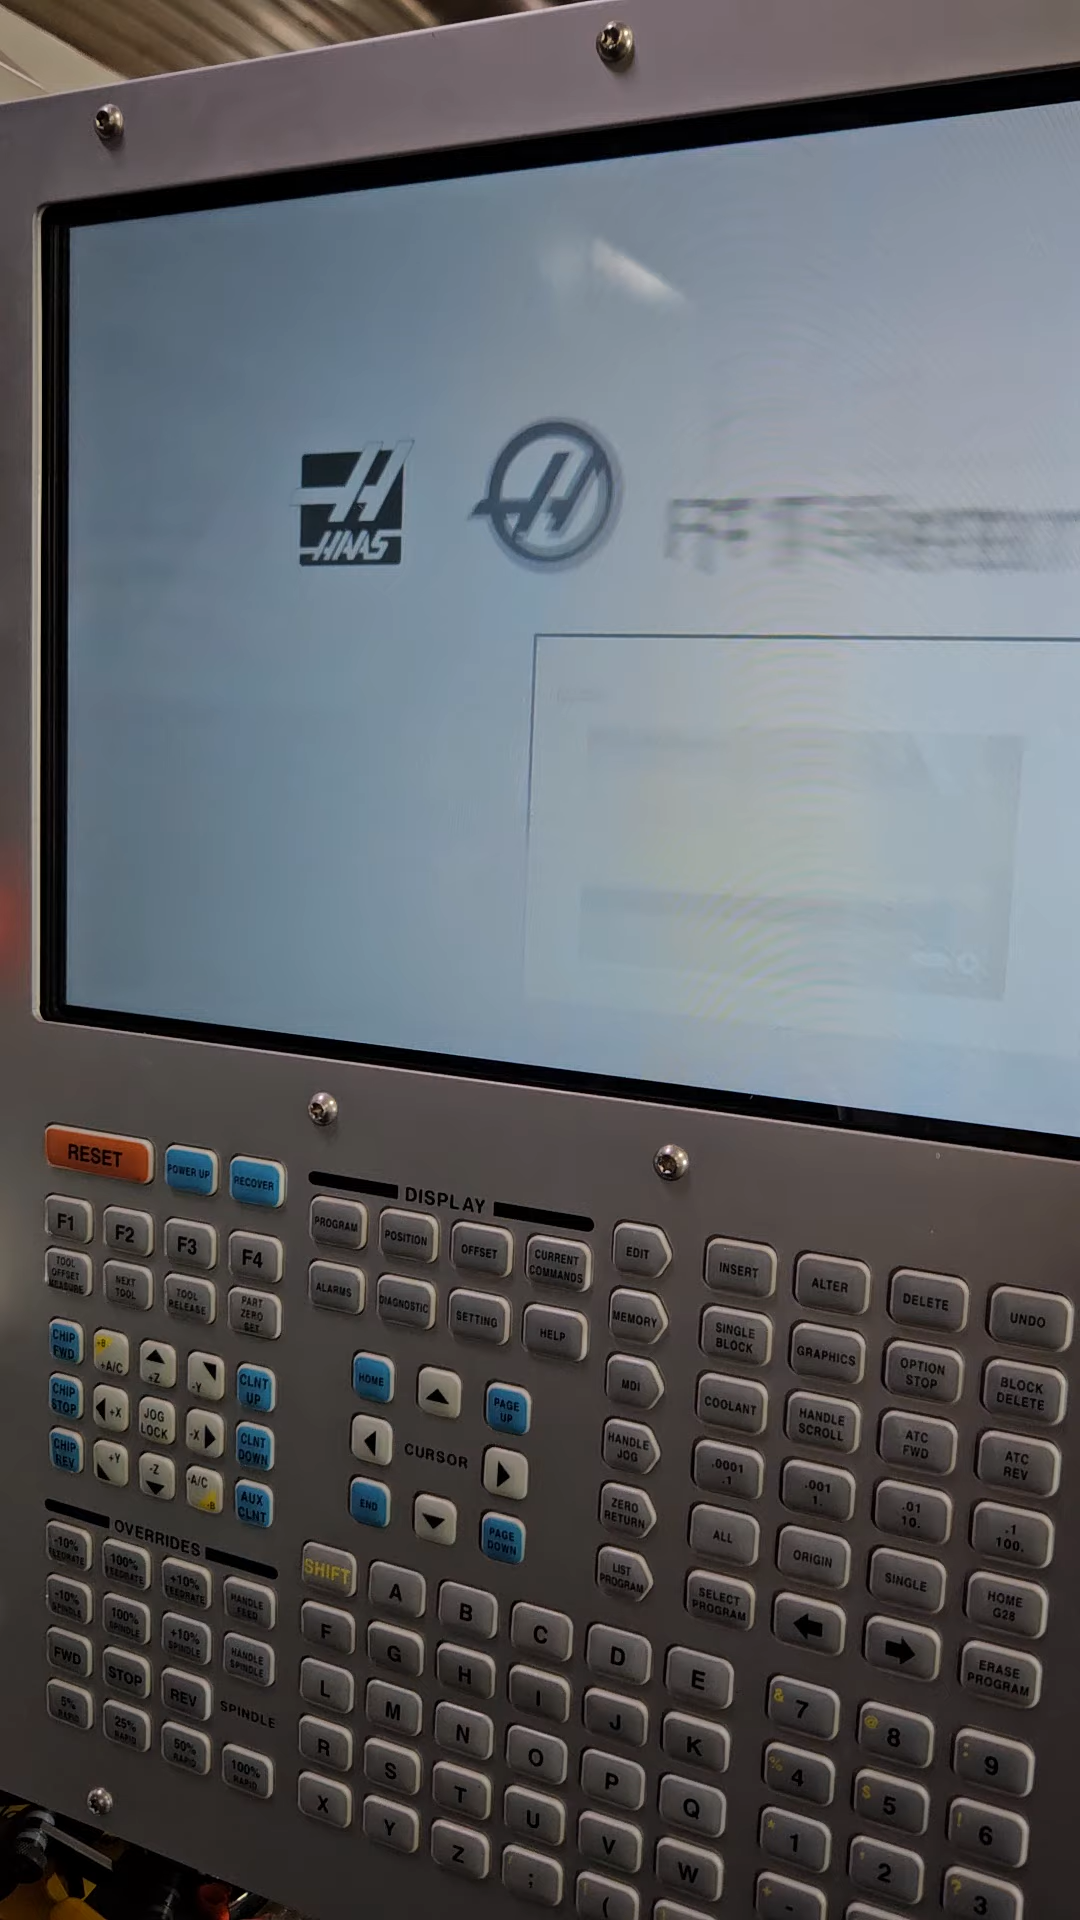 HAAS
RESET
POWER UP
RECOVER
F1
F2
F3
F4
TOOL
OFFSET
MEASURE
NEXT
TOOL
TOOL
RELEASE
PART
ZERO
SET
CHIP
FWD
+B
+A/C
+Z
-Y
CLNT
UP
CHIP
STOP
+X
JOG
LOCK
-X
CLNT
DOWN
CHIP
REV
+Y
-Z
-A/C
-B
AUX
CLNT
OVERRIDES
-10%
FEEDRATE
100%
FEEDRATE
+10%
FEEDRATE
HANDLE
FEED
-10%
SPINDLE
100%
SPINDLE
+10%
SPINDLE
HANDLE
SPINDLE
FWD
STOP
REV
SPINDLE
5%
RAPID
25%
RAPID
50%
RAPID
100%
RAPID
DISPLAY
PROGRAM
POSITION
OFFSET
CURRENT
COMMANDS
ALARMS
DIAGNOSTIC
SETTING
HELP
HOME
PAGE
UP
CURSOR
END
PAGE
DOWN
EDIT
INSERT
ALTER
DELETE
UNDO
MEMORY
SINGLE
BLOCK
GRAPHICS
OPTION
STOP
BLOCK
DELETE
MDI
COOLANT
HANDLE
SCROLL
ATC
FWD
ATC
REV
HANDLE
JOG
.0001
.1
.001
1.
.01
10.
.1
100.
ZERO
RETURN
ALL
ORIGIN
SINGLE
HOME
G28
LIST
PROGRAM
SELECT
PROGRAM
ERASE
PROGRAM
SHIFT
A
B
C
D
E
F
G
H
I
J
K
L
M
N
O
P
Q
R
S
T
U
V
W
X
Y
Z
;
(
& 7
@ 8
: 9
% 4
$ 5
! 6
* 1
' 2
? 3
+ -